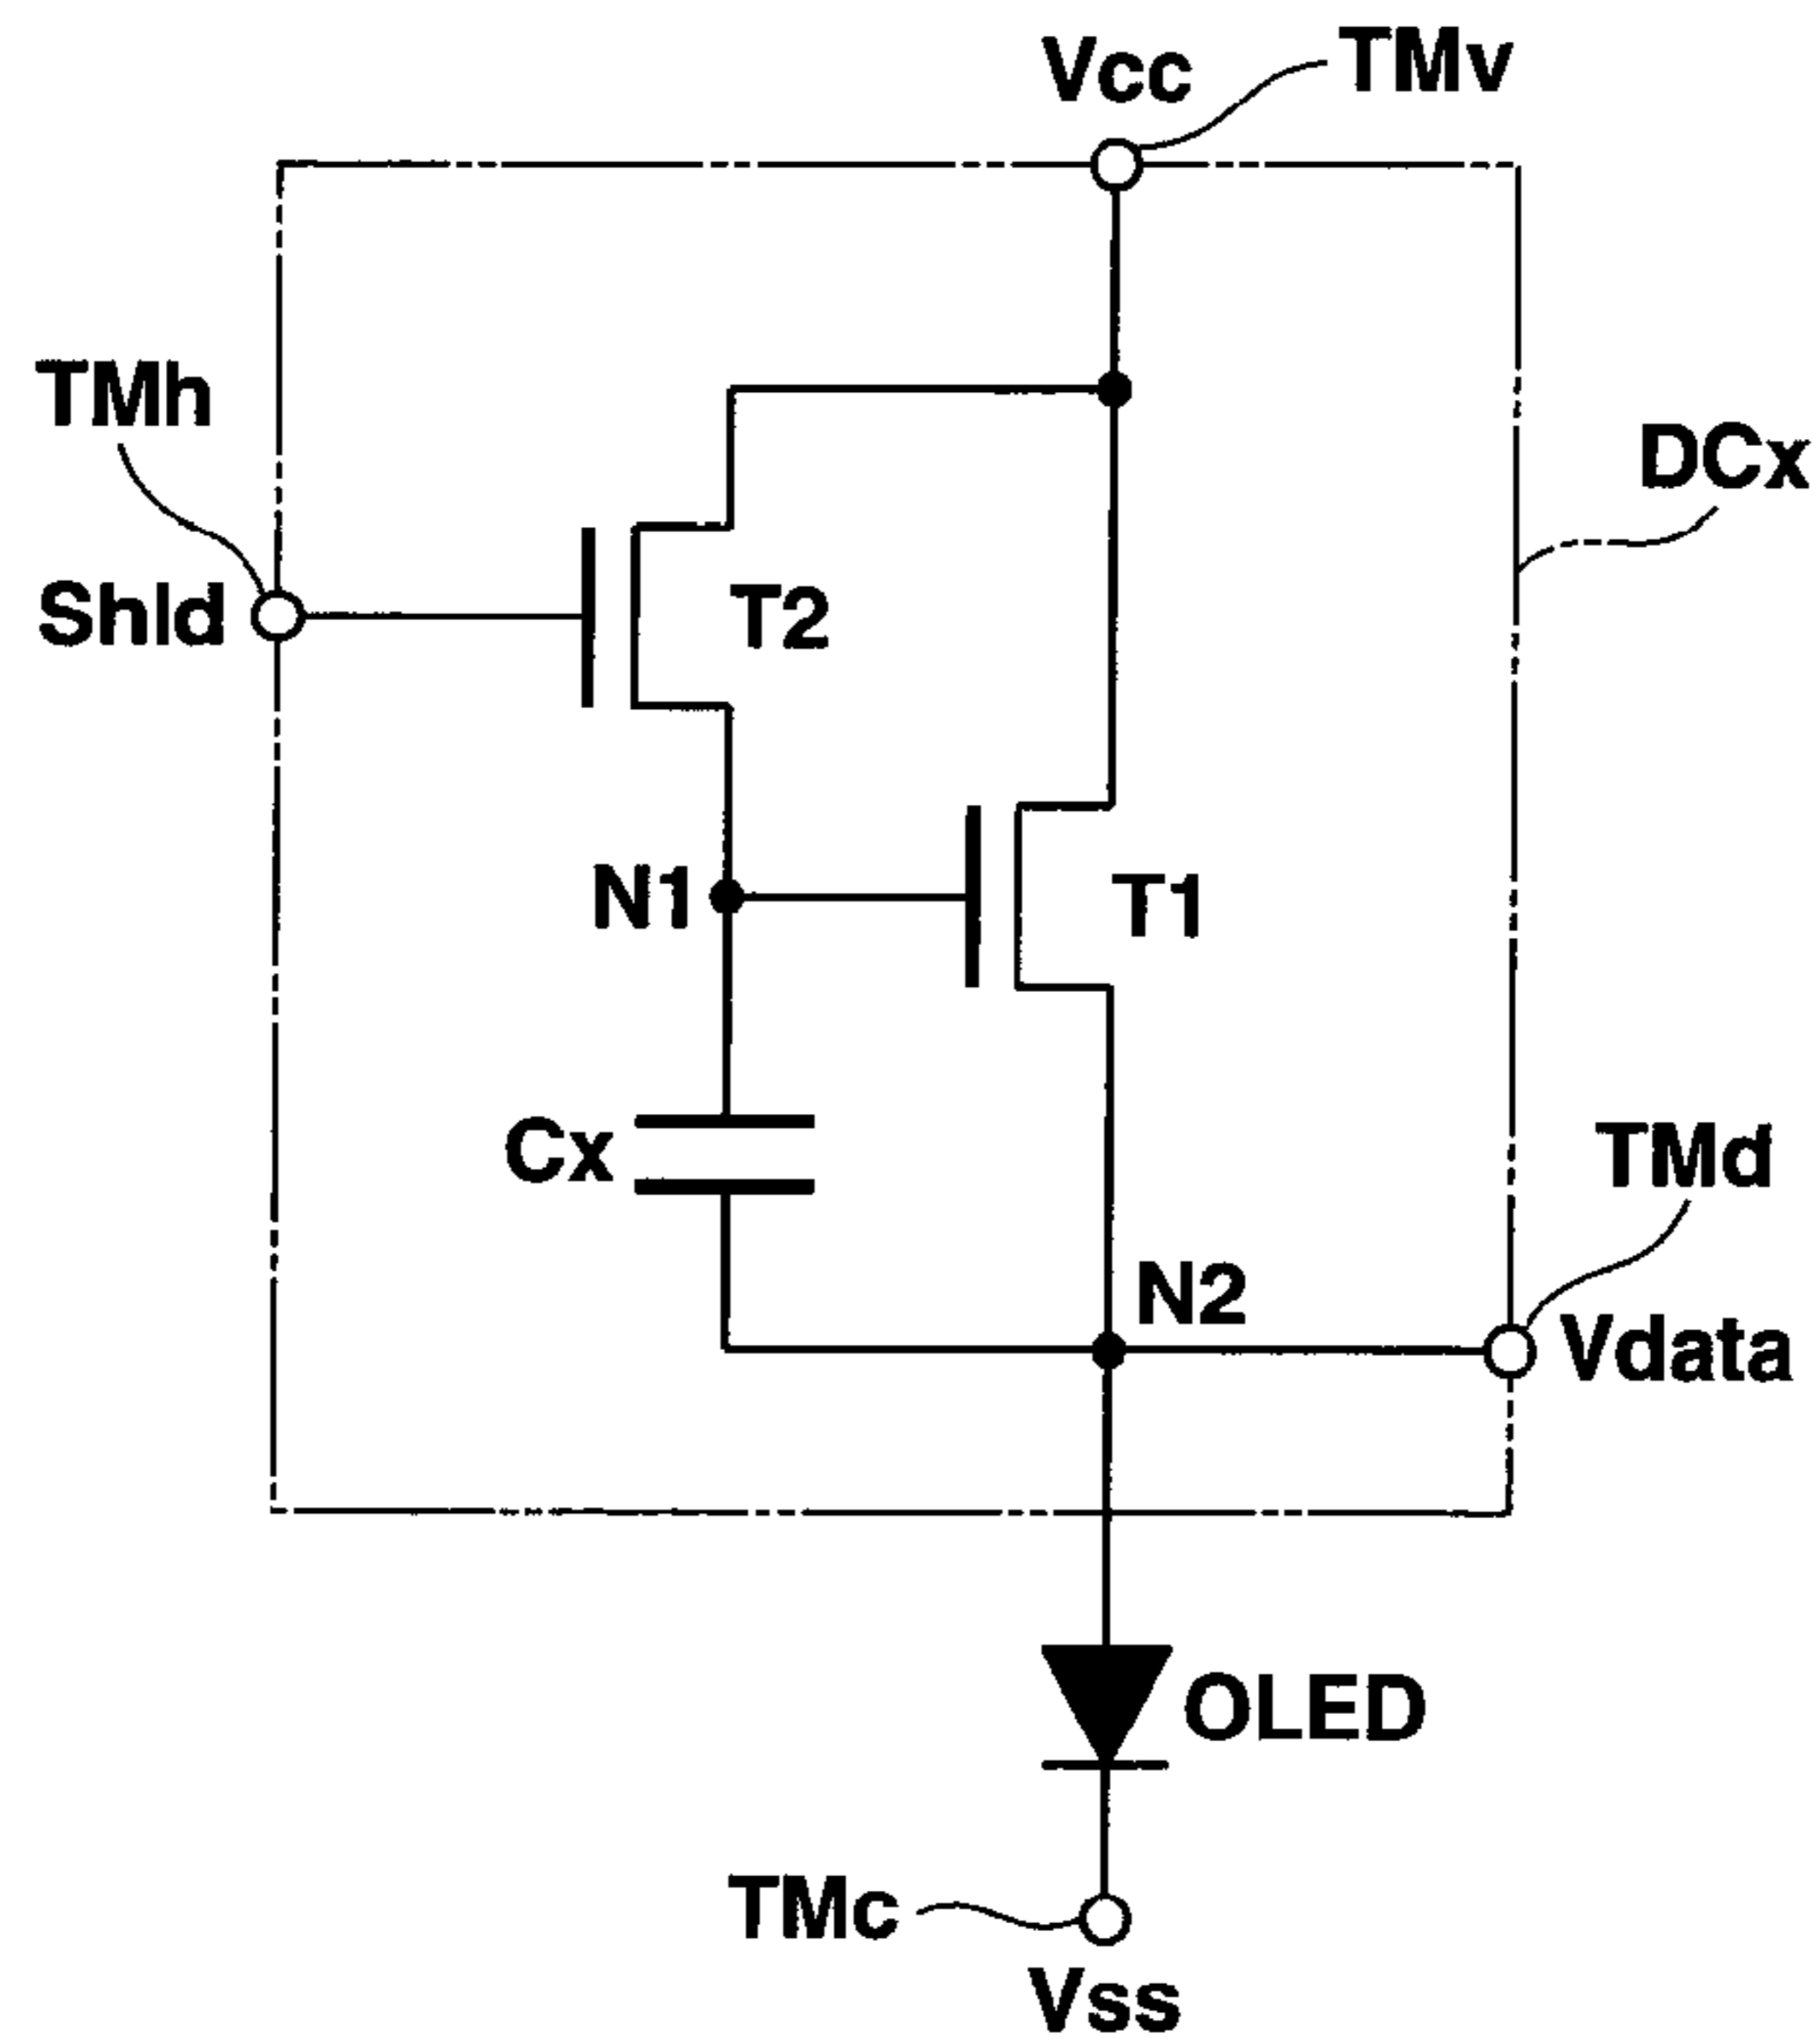 Vcc
TMv
TMh
DCx
Shld
T2
N1
T1
Cx
TMd
N2
Vdata
OLED
TMc
Vss